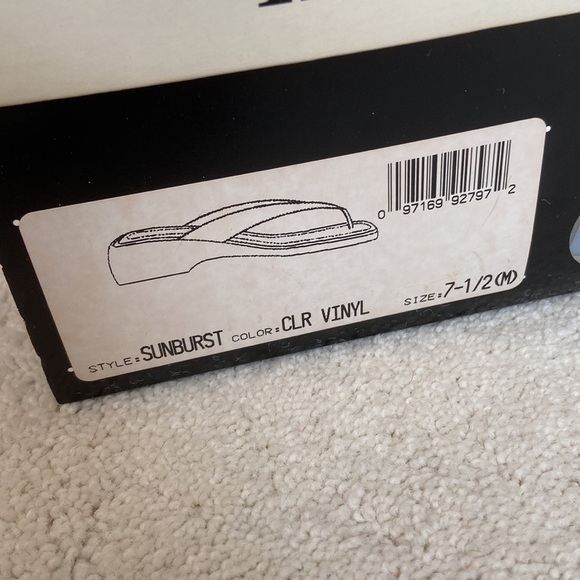 0 97169 92797 2
STYLE: SUNBURST COLOR: CLR VINYL SIZE: 7-1/2(M)